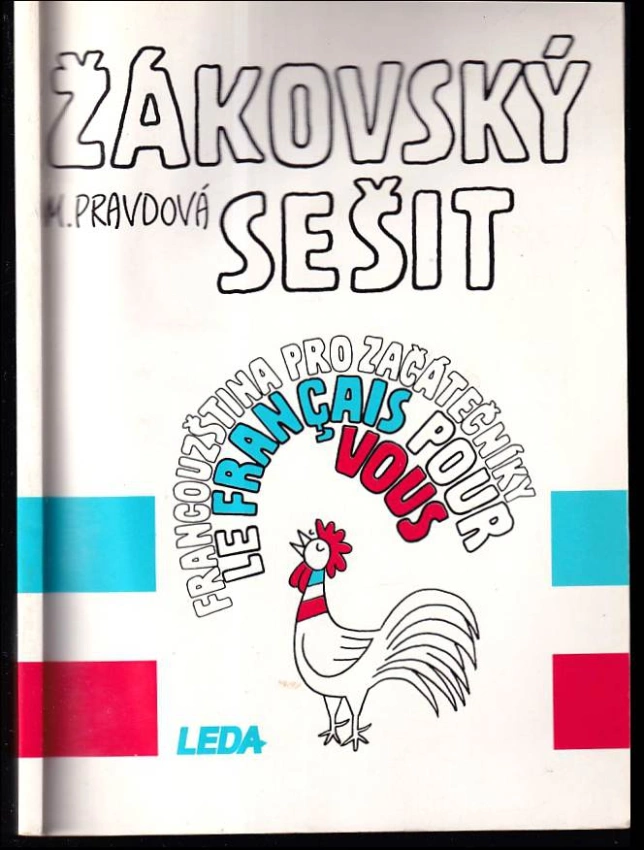 ŽÁKOVSKÝ
M. PRAVDOVÁ
SEŠIT
FRANCOUZŠTINA PRO ZAČÁTEČNÍKY
LE FRANÇAIS POUR
VOUS
LEDA